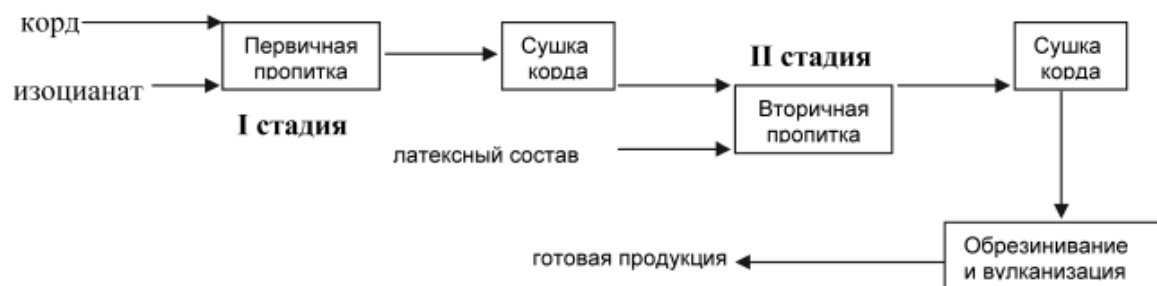 корд
Первичная
пропитка
изоцианат
I стадия
Сушка
корда
II стадия
Вторичная
пропитка
латексный состав
Сушка
корда
Обрезинивание
и вулканизация
готовая продукция